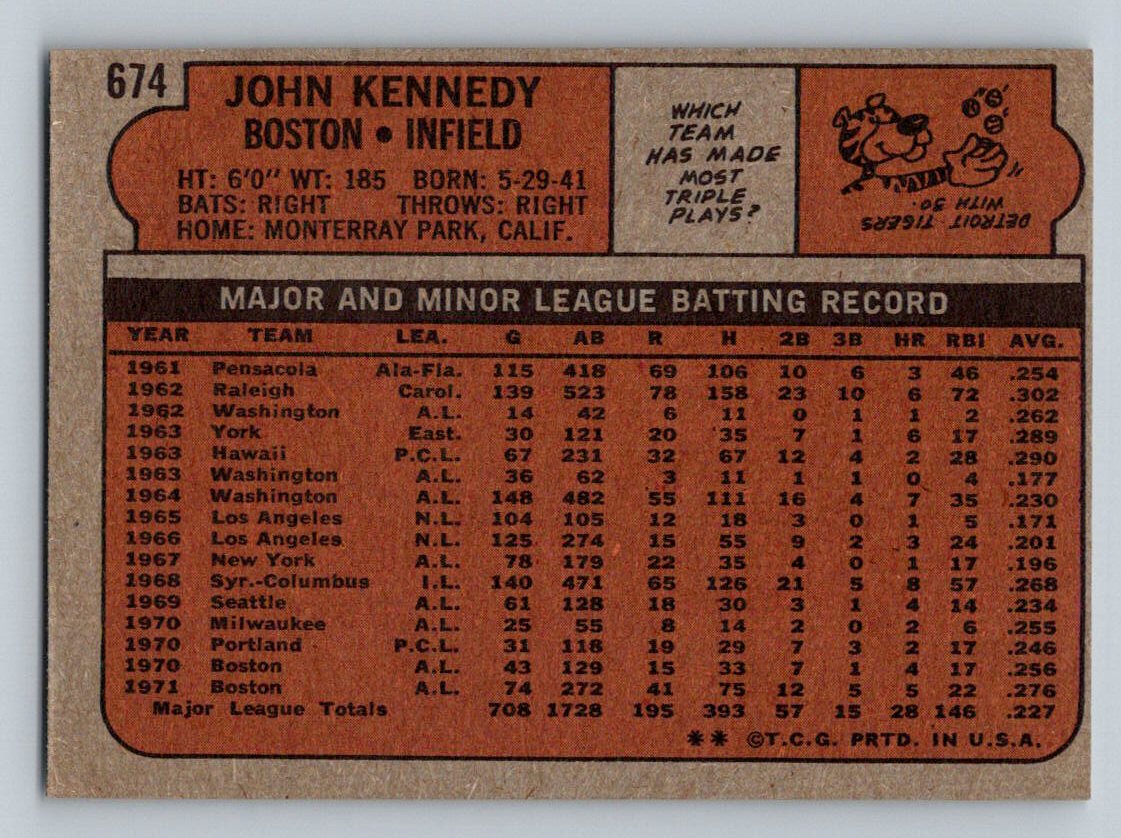 674
JOHN KENNEDY
BOSTON • INFIELD
HT: 6'0" WT: 185 BORN: 5-29-41
BATS: RIGHT THROWS: RIGHT
HOME: MONTERRAY PARK, CALIF.
WHICH
TEAM
HAS MADE
MOST
TRIPLE
PLAYS?
DETROIT TIGERS
WITH 50.
MAJOR AND MINOR LEAGUE BATTING RECORD
YEAR TEAM LEA. G AB R H 2B 3B HR RBI AVG.
1961 Pensacola Ala-Fla. 115 418 69 106 10 6 3 46 .254
1962 Raleigh Carol. 139 523 78 158 23 10 6 72 .302
1962 Washington A.L. 14 42 6 11 0 1 1 2 .262
1963 York East. 30 121 20 35 7 1 6 17 .289
1963 Hawaii P.C.L. 67 231 32 67 12 4 2 28 .290
1963 Washington A.L. 36 62 3 11 1 1 0 4 .177
1964 Washington A.L. 148 482 55 111 16 4 7 35 .230
1965 Los Angeles N.L. 104 105 12 18 3 0 1 5 .171
1966 Los Angeles N.L. 125 274 15 55 9 2 3 24 .201
1967 New York A.L. 78 179 22 35 4 0 1 17 .196
1968 Syr.-Columbus I.L. 140 471 65 126 21 5 8 57 .268
1969 Seattle A.L. 61 128 18 30 3 1 4 14 .234
1970 Milwaukee A.L. 25 55 8 14 2 0 2 6 .255
1970 Portland P.C.L. 31 118 19 29 7 3 2 17 .246
1970 Boston A.L. 43 129 15 33 7 1 4 17 .256
1971 Boston A.L. 74 272 41 75 12 5 5 22 .276
Major League Totals 708 1728 195 393 57 15 28 146 .227
** ©T.C.G. PRTD. IN U.S.A.